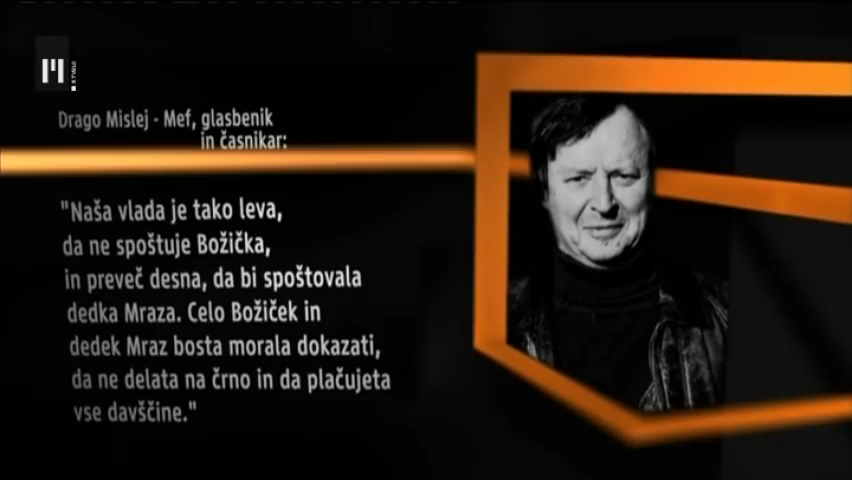 Drago Mislej - Mef, glasbenik
in časnikar:
"Naša vlada je tako leva,
da ne spoštuje Božička,
in preveč desna, da bi spoštovala
dedka Mraza. Celo Božiček in
dedek Mraz bosta morala dokazati,
da ne delata na črno in da plačujeta
vse davščine."